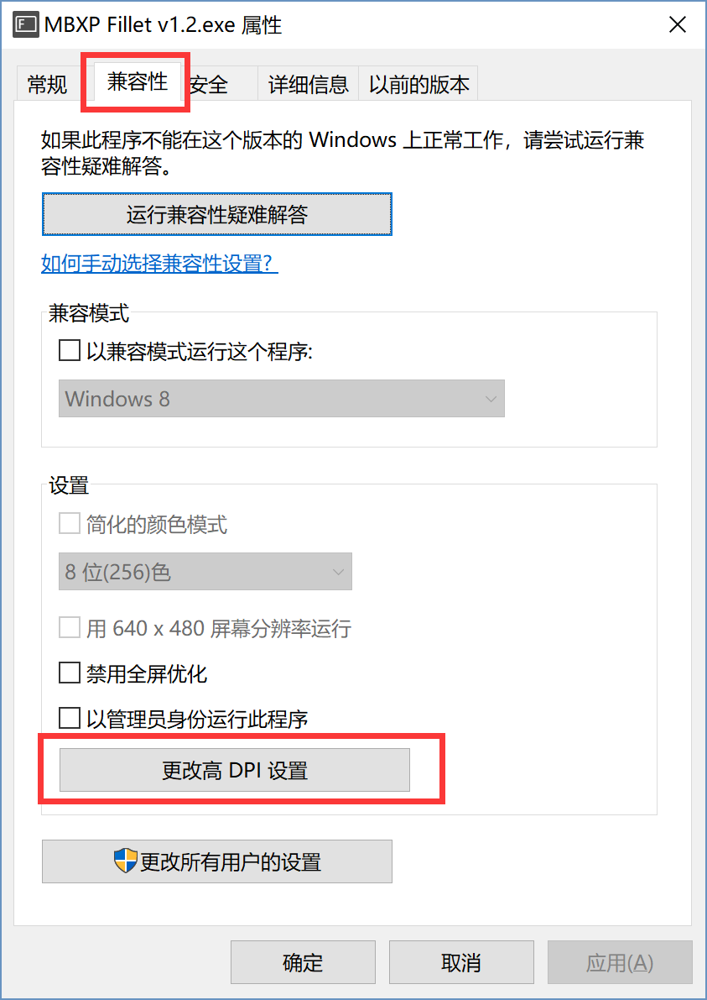 MBXP Fillet v1.2.exe 属性
常规
兼容性
安全
详细信息
以前的版本
如果此程序不能在这个版本的 Windows 上正常工作，请尝试运行兼
容性疑难解答。
运行兼容性疑难解答
如何手动选择兼容性设置?
兼容模式
以兼容模式运行这个程序:
Windows 8
设置
简化的颜色模式
8 位(256)色
用 640 x 480 屏幕分辨率运行
禁用全屏优化
以管理员身份运行此程序
更改高 DPI 设置
更改所有用户的设置
确定
取消
应用(A)